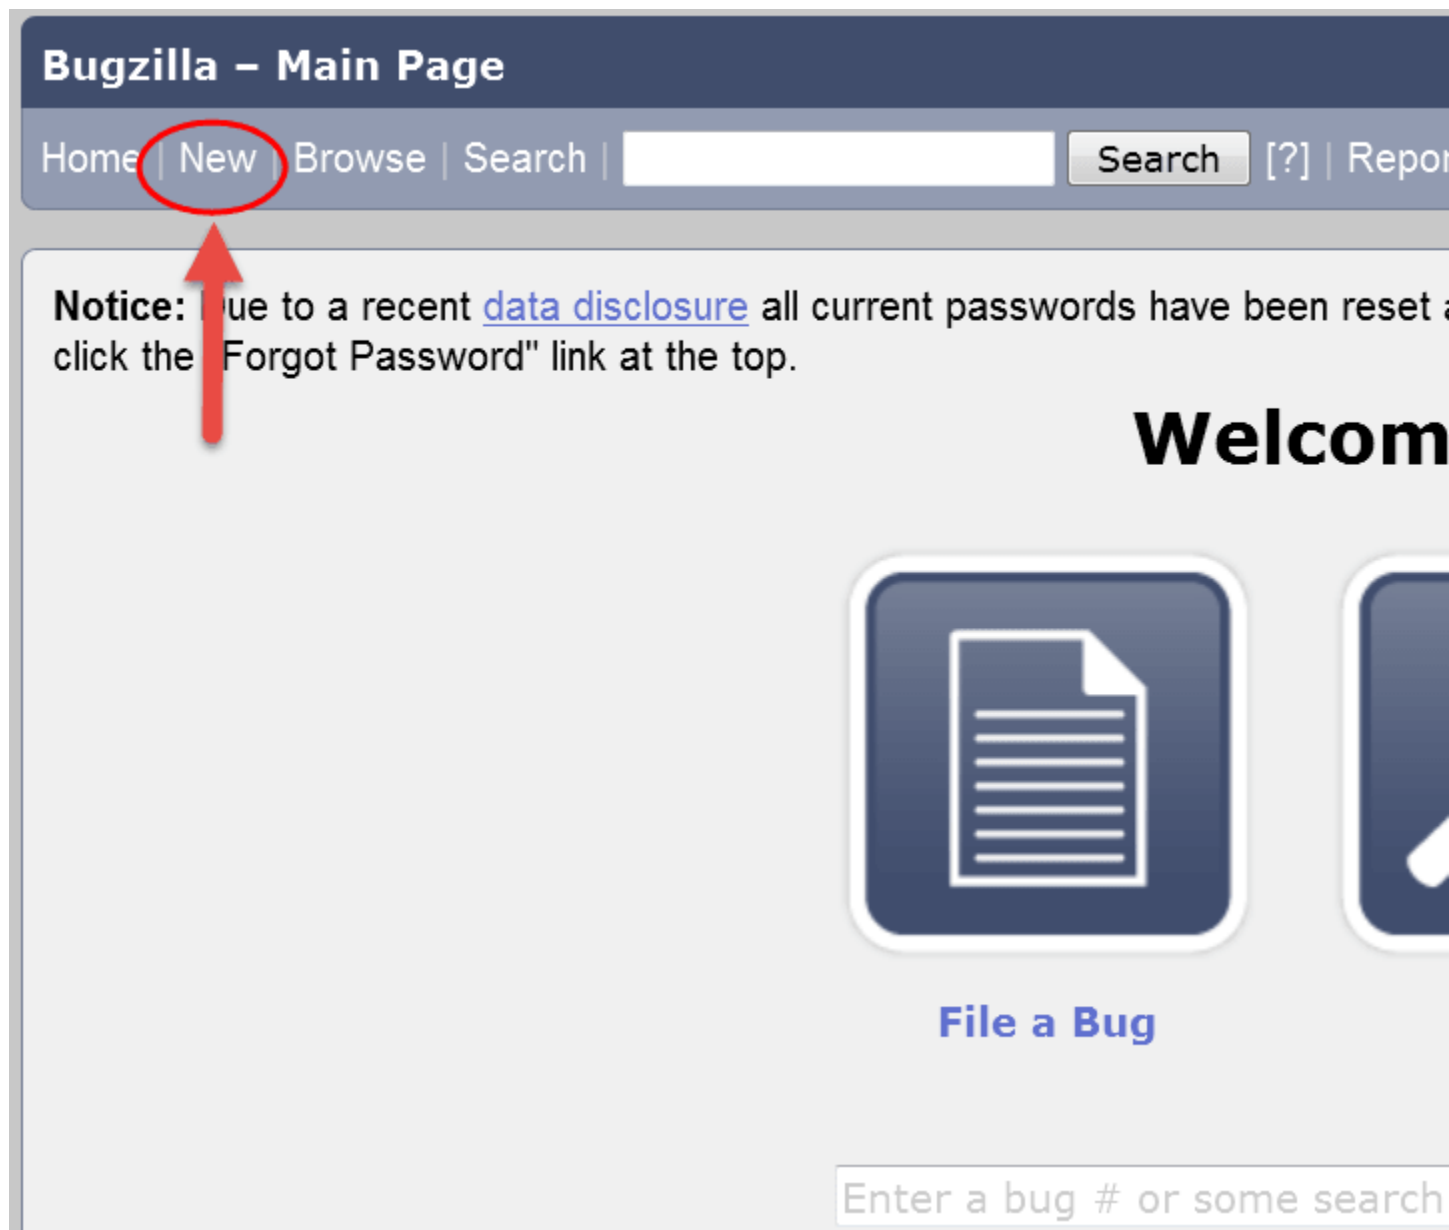 Bugzilla – Main Page
Home | New | Browse | Search | Search [?] | Repor
Notice: Due to a recent data disclosure all current passwords have been reset a
click the "Forgot Password" link at the top.
Welcom
File a Bug
Enter a bug # or some search